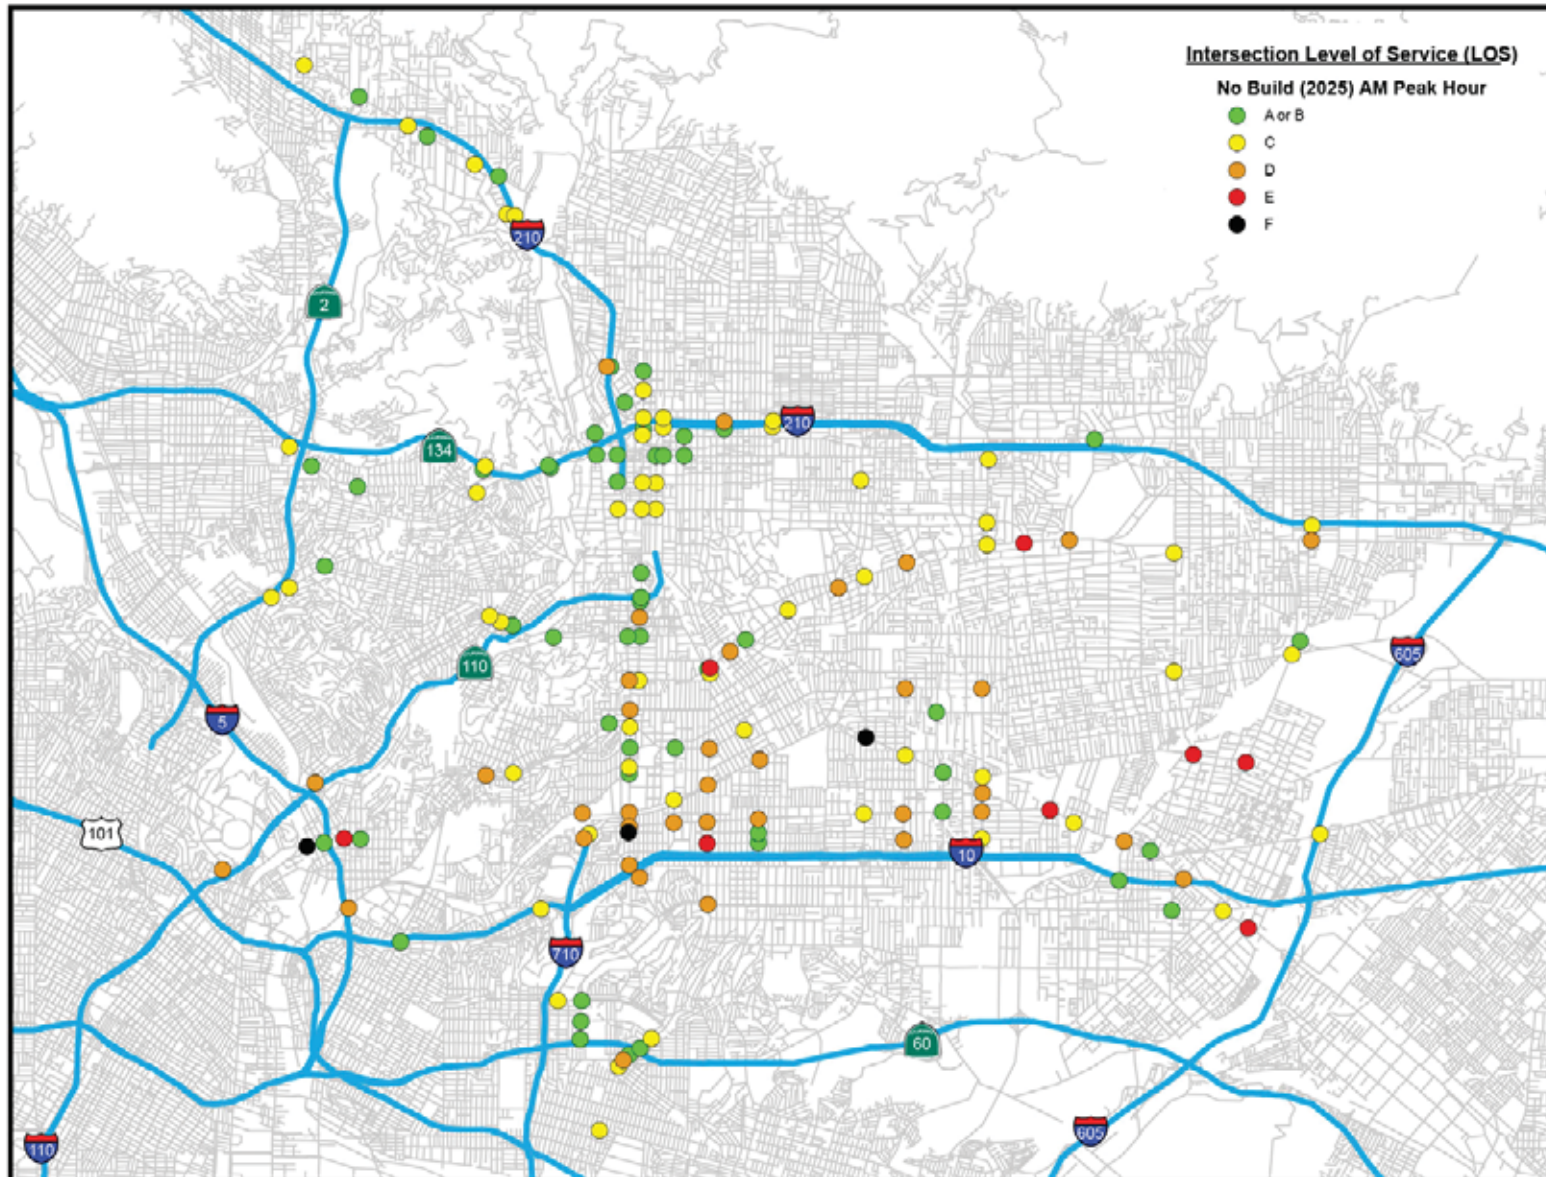 Intersection Level of Service (LOS)
No Build (2025) AM Peak Hour
A or B
C
D
E
F
210
2
210
134
110
605
5
101
10
710
60
605
110